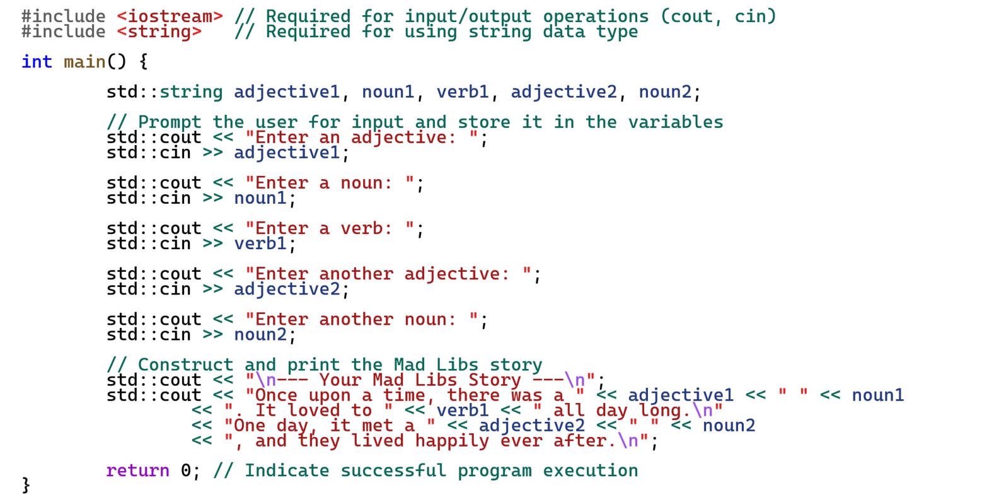 #include <iostream> // Required for input/output operations (cout, cin)
#include <string>   // Required for using string data type

int main() {

        std::string adjective1, noun1, verb1, adjective2, noun2;

        // Prompt the user for input and store it in the variables
        std::cout << "Enter an adjective: ";
        std::cin >> adjective1;

        std::cout << "Enter a noun: ";
        std::cin >> noun1;

        std::cout << "Enter a verb: ";
        std::cin >> verb1;

        std::cout << "Enter another adjective: ";
        std::cin >> adjective2;

        std::cout << "Enter another noun: ";
        std::cin >> noun2;

        // Construct and print the Mad Libs story
        std::cout << "\n--- Your Mad Libs Story ---\n";
        std::cout << "Once upon a time, there was a " << adjective1 << " " << noun1
                << ". It loved to " << verb1 << " all day long.\n"
                << "One day, it met a " << adjective2 << " " << noun2
                << ", and they lived happily ever after.\n";

        return 0; // Indicate successful program execution
}